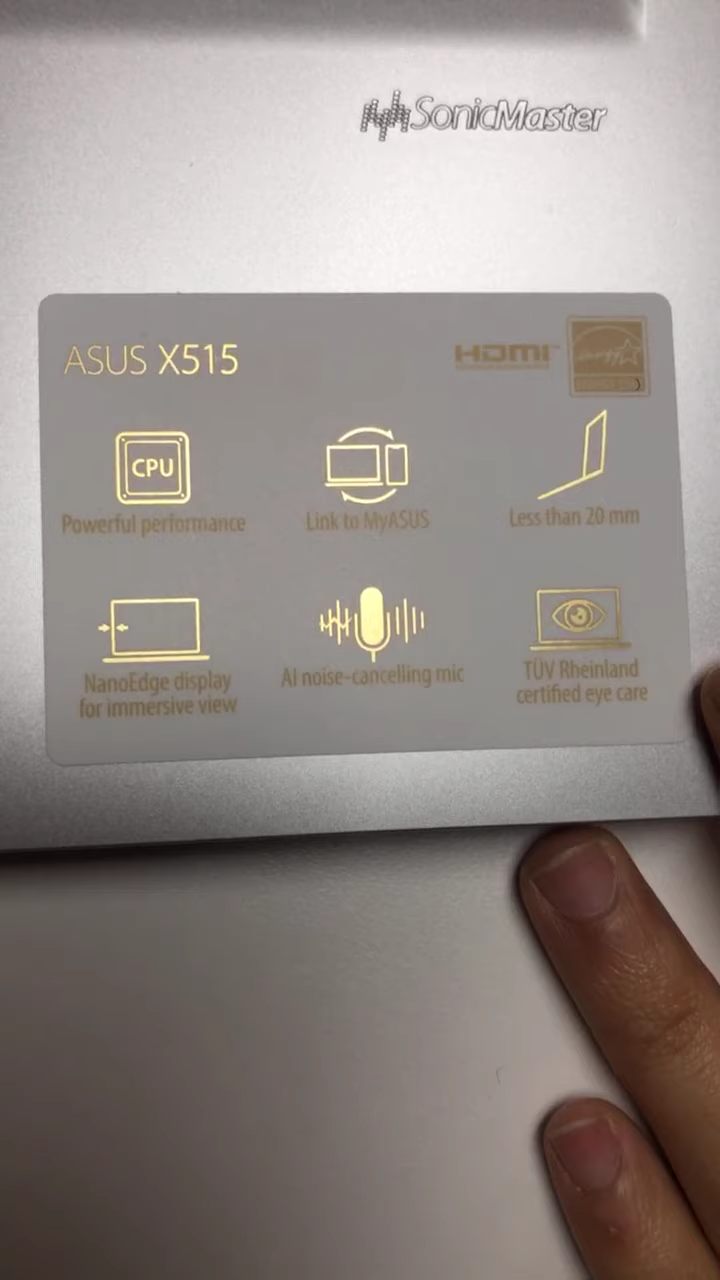 SonicMaster
ASUS X515
HDMI
CPU
Powerful performance
Link to MyASUS
Less than 20 mm
NanoEdge display
for immersive view
AI noise-cancelling mic
TÜV Rheinland
certified eye care